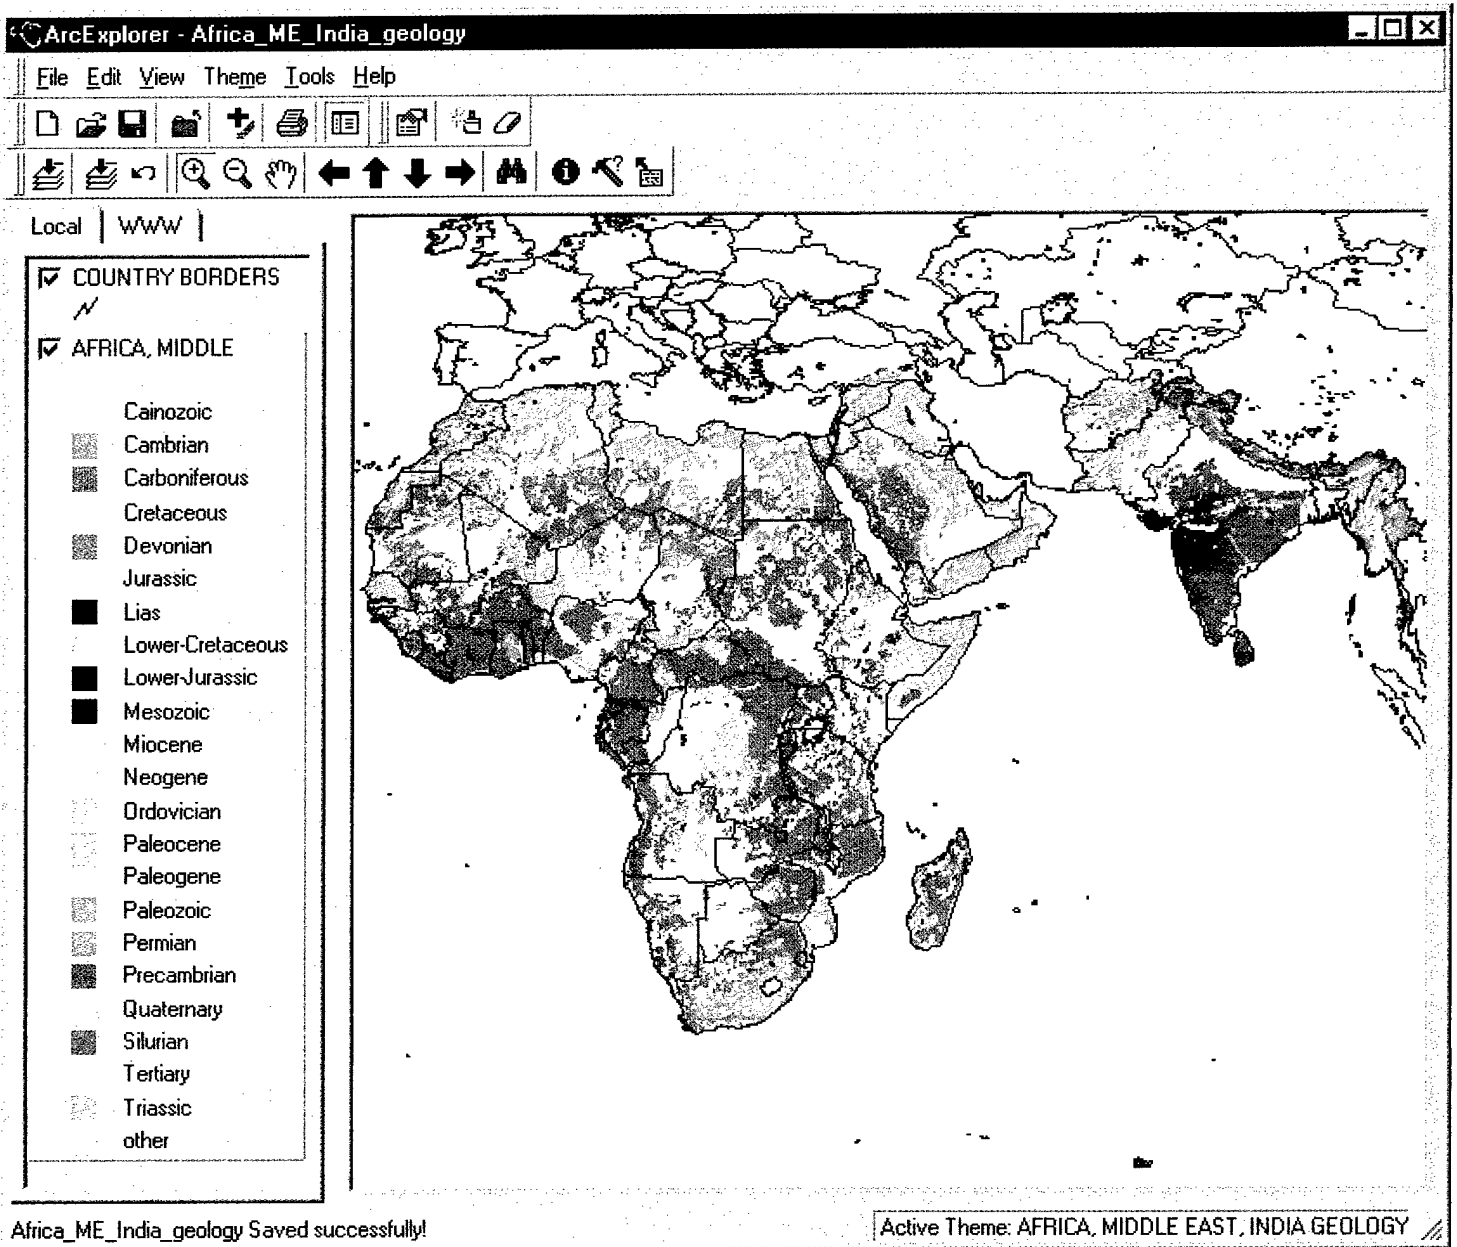 ArcExplorer - Africa_ME_India_geology
File Edit View Theme Tools Help
Local WWW
COUNTRY BORDERS
AFRICA, MIDDLE
Cainozoic
Cambrian
Carboniferous
Cretaceous
Devonian
Jurassic
Lias
Lower-Cretaceous
Lower-Jurassic
Mesozoic
Miocene
Neogene
Ordovician
Paleocene
Paleogene
Paleozoic
Permian
Precambrian
Quaternary
Silurian
Tertiary
Triassic
other
Africa_ME_India_geology Saved successfully!
Active Theme: AFRICA, MIDDLE EAST, INDIA GEOLOGY